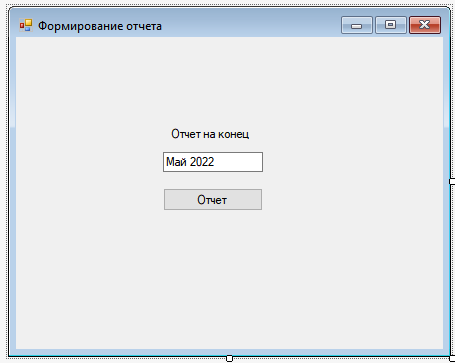 Формирование отчета
Отчет на конец
Май 2022
Отчет